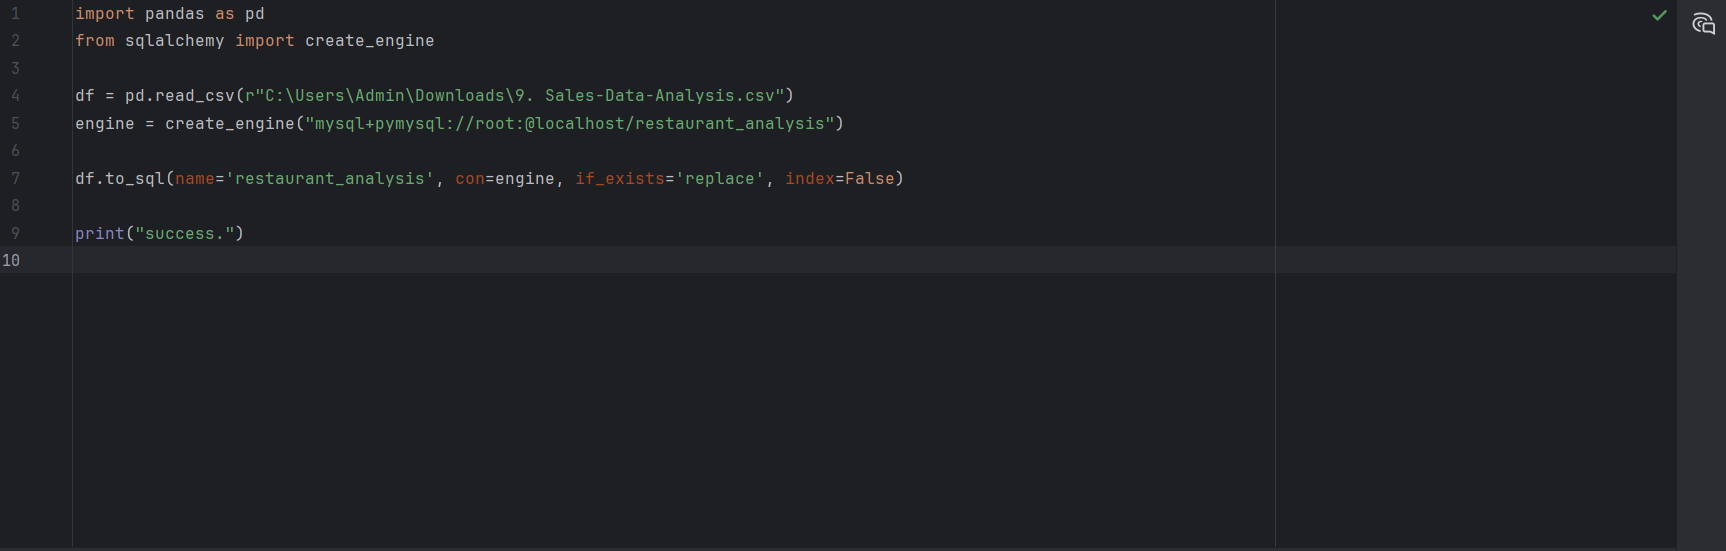 1 import pandas as pd
2 from sqlalchemy import create_engine
3
4 df = pd.read_csv(r"C:\Users\Admin\Downloads\9. Sales-Data-Analysis.csv")
5 engine = create_engine("mysql+pymysql://root:@localhost/restaurant_analysis")
6
7 df.to_sql(name='restaurant_analysis', con=engine, if_exists='replace', index=False)
8
9 print("success.")
10